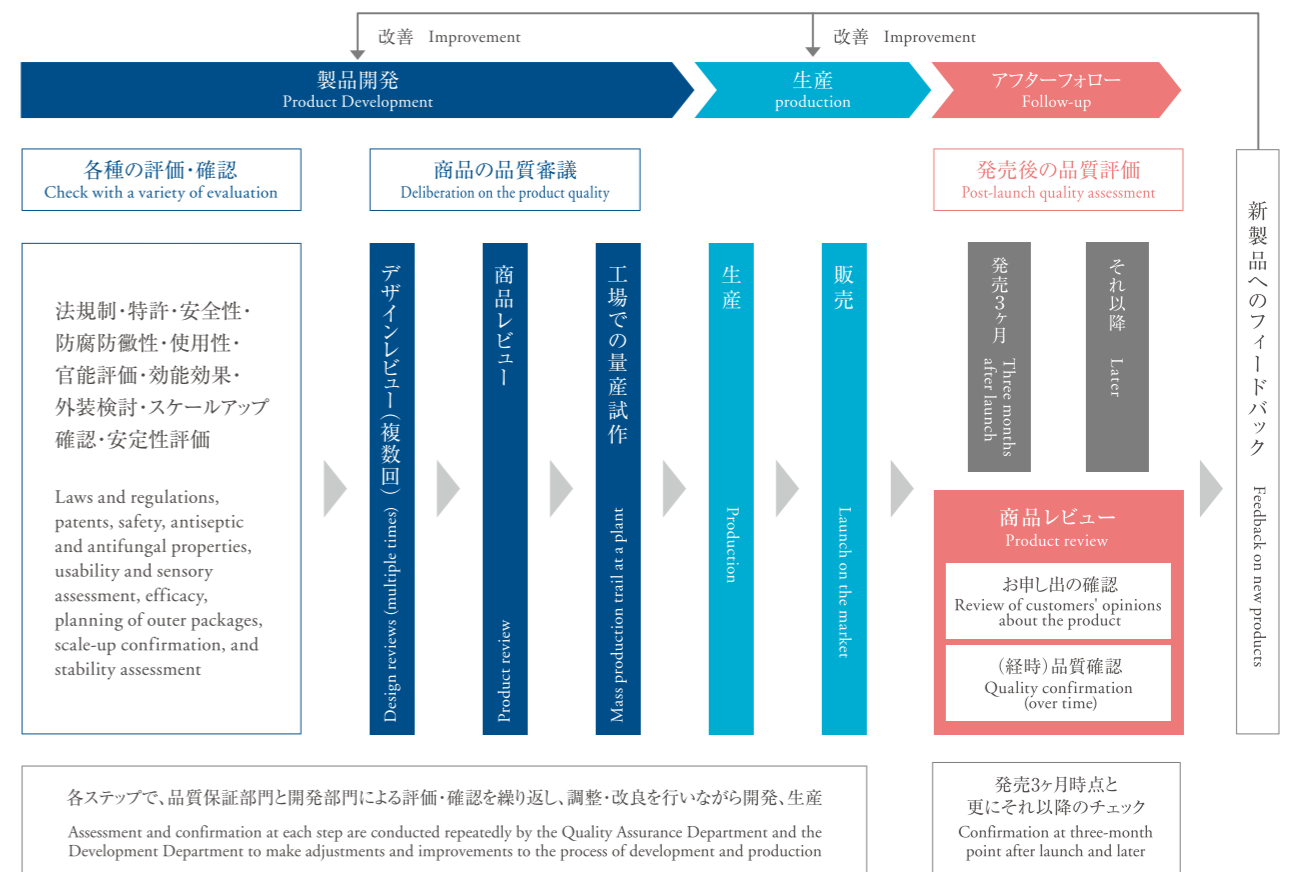 改善 Improvement
改善 Improvement
製品開発
Product Development
生産
production
アフターフォロー
Follow-up
各種の評価・確認
Check with a variety of evaluation
商品の品質審議
Deliberation on the product quality
発売後の品質評価
Post-launch quality assessment
法規制・特許・安全性・
防腐防黴性・使用性・
官能評価・効能効果・
外装検討・スケールアップ
確認・安定性評価
Laws and regulations,
patents, safety, antiseptic
and antifungal properties,
usability and sensory
assessment, efficacy,
planning of outer packages,
scale-up confirmation, and
stability assessment
デザインレビュー(複数回) Design reviews (multiple times)
商品レビュー Product review
工場での量産試作 Mass production trail at a plant
生産 Production
販売 Launch on the market
発売3ヶ月 Three months
after launch
それ以降 Later
商品レビュー
Product review
お申し出の確認
Review of customers' opinions
about the product
(経時)品質確認
Quality confirmation
(over time)
新製品へのフィードバック Feedback on new products
各ステップで、品質保証部門と開発部門による評価・確認を繰り返し、調整・改良を行いながら開発、生産
Assessment and confirmation at each step are conducted repeatedly by the Quality Assurance Department and the
Development Department to make adjustments and improvements to the process of development and production
発売3ヶ月時点と
更にそれ以降のチェック
Confirmation at three-month
point after launch and later